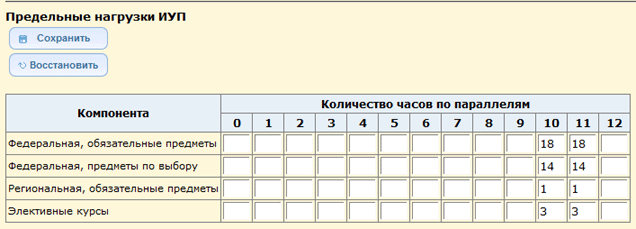 Предельные нагрузки ИУП
Сохранить
Восстановить
Компонента Количество часов по параллелям
0 1 2 3 4 5 6 7 8 9 10 11 12
Федеральная, обязательные предметы 18 18
Федеральная, предметы по выбору 14 14
Региональная, обязательные предметы 1 1
Элективные курсы 3 3